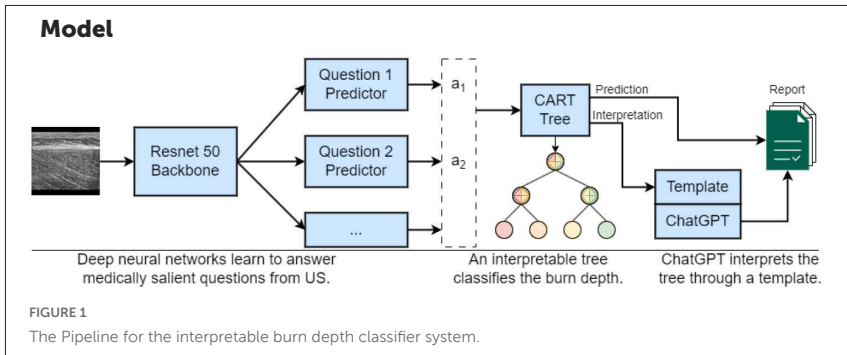 Model
Question 1
Predictor
a1
Question 2
Predictor
a2
...
Resnet 50
Backbone
CART
Tree
Prediction
Interpretation
Report
Template
ChatGPT
Deep neural networks learn to answer
medically salient questions from US.
An interpretable tree
classifies the burn depth.
ChatGPT interprets the
tree through a template.
FIGURE 1
The Pipeline for the interpretable burn depth classifier system.